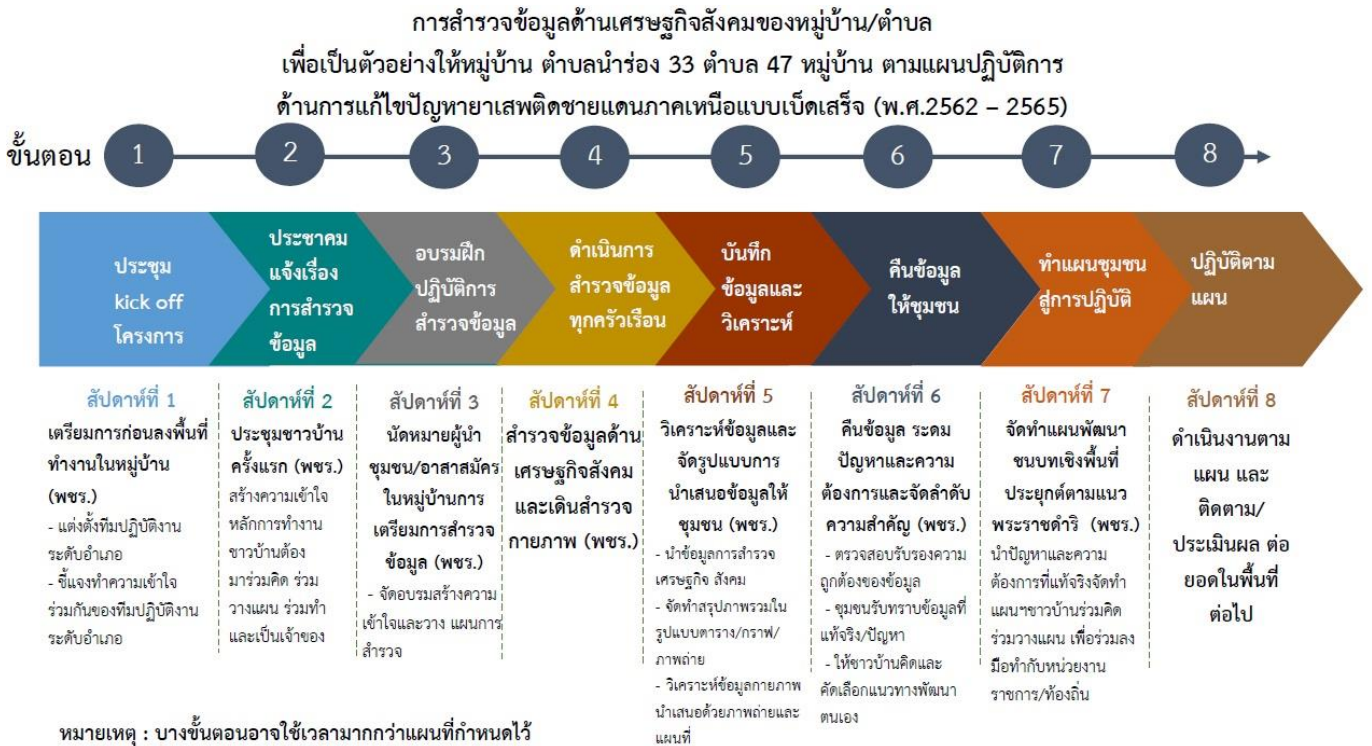 การสำรวจข้อมูลด้านเศรษฐกิจสังคมของหมู่บ้าน/ตำบล
เพื่อเป็นตัวอย่างให้หมู่บ้าน ตำบลนำร่อง 33 ตำบล 47 หมู่บ้าน ตามแผนปฏิบัติการ
ด้านการแก้ไขปัญหายาเสพติดชายแดนภาคเหนือแบบเบ็ดเสร็จ (พ.ศ.2562 – 2565)
ขั้นตอน 1 2 3 4 5 6 7 8
ประชุม
kick off
โครงการ
ประชาคม
แจ้งเรื่อง
การสำรวจ
ข้อมูล
อบรมฝึก
ปฏิบัติการ
สำรวจข้อมูล
ดำเนินการ
สำรวจข้อมูล
ทุกครัวเรือน
บันทึก
ข้อมูลและ
วิเคราะห์
คืนข้อมูล
ให้ชุมชน
ทำแผนชุมชน
สู่การปฏิบัติ
ปฏิบัติตาม
แผน
สัปดาห์ที่ 1
เตรียมการก่อนลงพื้นที่
ทำงานในหมู่บ้าน
(พชร.)
- แต่งตั้งทีมปฏิบัติงาน
ระดับอำเภอ
- ชี้แจงทำความเข้าใจ
ร่วมกันของทีมปฏิบัติงาน
ระดับอำเภอ
สัปดาห์ที่ 2
ประชุมชาวบ้าน
ครั้งแรก (พชร.)
สร้างความเข้าใจ
หลักการทำงาน
ชาวบ้านต้อง
มาร่วมคิด ร่วม
วางแผน ร่วมทำ
และเป็นเจ้าของ
สัปดาห์ที่ 3
นัดหมายผู้นำ
ชุมชน/อาสาสมัคร
ในหมู่บ้านการ
เตรียมการสำรวจ
ข้อมูล (พชร.)
- จัดอบรมสร้างความ
เข้าใจและวาง แผนการ
สำรวจ
สัปดาห์ที่ 4
สำรวจข้อมูลด้าน
เศรษฐกิจสังคม
และเดินสำรวจ
กายภาพ (พชร.)
สัปดาห์ที่ 5
วิเคราะห์ข้อมูลและ
จัดรูปแบบการ
นำเสนอข้อมูลให้
ชุมชน (พชร.)
- นำข้อมูลการสำรวจ
เศรษฐกิจ สังคม
- จัดทำสรุปภาพรวมใน
รูปแบบตาราง/กราฟ/
ภาพถ่าย
- วิเคราะห์ข้อมูลกายภาพ
นำเสนอด้วยภาพถ่ายและ
แผนที่
สัปดาห์ที่ 6
คืนข้อมูล ระดม
ปัญหาและความ
ต้องการและจัดลำดับ
ความสำคัญ (พชร.)
- ตรวจสอบรับรองความ
ถูกต้องของข้อมูล
- ชุมชนรับทราบข้อมูลที่
แท้จริง/ปัญหา
- ให้ชาวบ้านคิดและ
คัดเลือกแนวทางพัฒนา
ตนเอง
สัปดาห์ที่ 7
จัดทำแผนพัฒนา
ชนบทเชิงพื้นที่
ประยุกต์ตามแนว
พระราชดำริ (พชร.)
นำปัญหาและความ
ต้องการที่แท้จริงจัดทำ
แผนฯชาวบ้านร่วมคิด
ร่วมวางแผน เพื่อร่วมลง
มือทำกับหน่วยงาน
ราชการ/ท้องถิ่น
สัปดาห์ที่ 8
ดำเนินงานตาม
แผน และ
ติดตาม/
ประเมินผล ต่อ
ยอดในพื้นที่
ต่อไป
หมายเหตุ : บางขั้นตอนอาจใช้เวลามากกว่าแผนที่กำหนดไว้